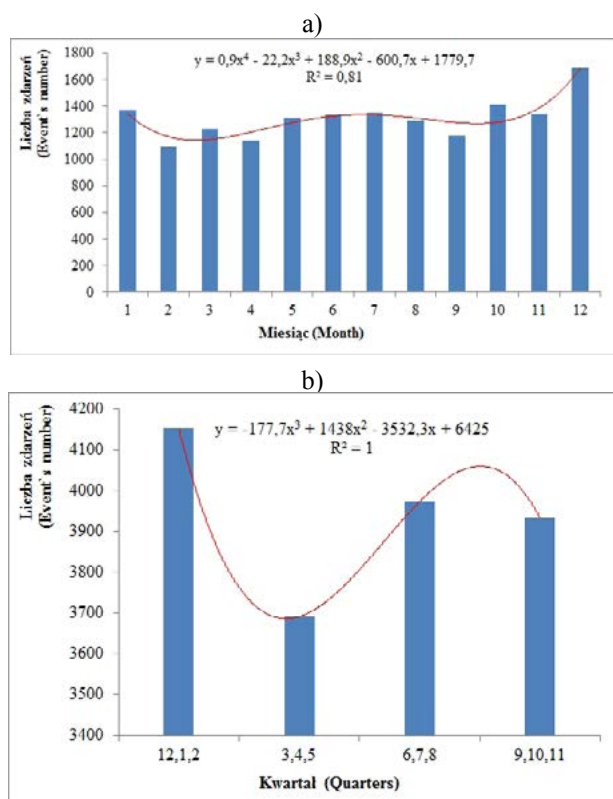 a)
y = 0,9x⁴ - 22,2x³ + 188,9x² - 600,7x + 1779,7
R² = 0,81
Liczba zdarzeń
(Event`s number)
1800
1600
1400
1200
1000
800
600
400
200
0
1 2 3 4 5 6 7 8 9 10 11 12
Miesiąc (Month)
b)
y = -177,7x³ + 1438x² - 3532,3x + 6425
R² = 1
Liczba zdarzeń
(Event`s number)
4200
4100
4000
3900
3800
3700
3600
3500
3400
12,1,2 3,4,5 6,7,8 9,10,11
Kwartał (Quarters)